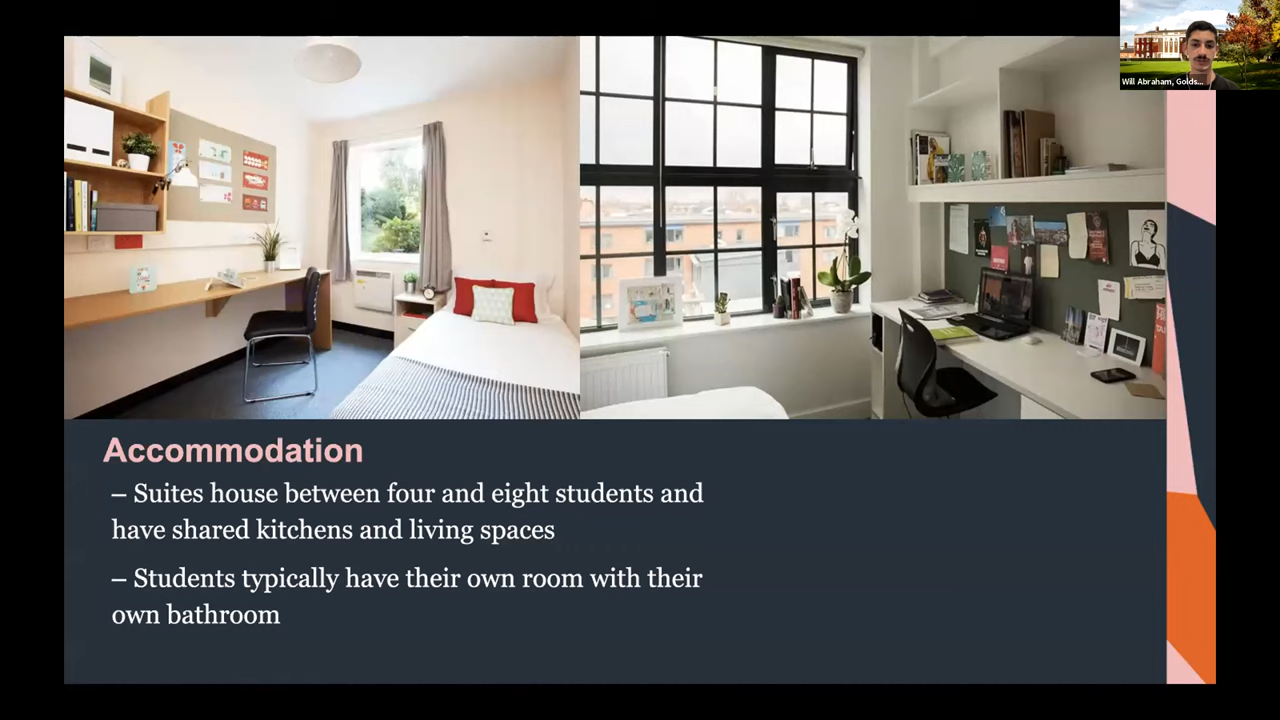 Will Abraham, Golds...
Accommodation
– Suites house between four and eight students and
have shared kitchens and living spaces
– Students typically have their own room with their
own bathroom